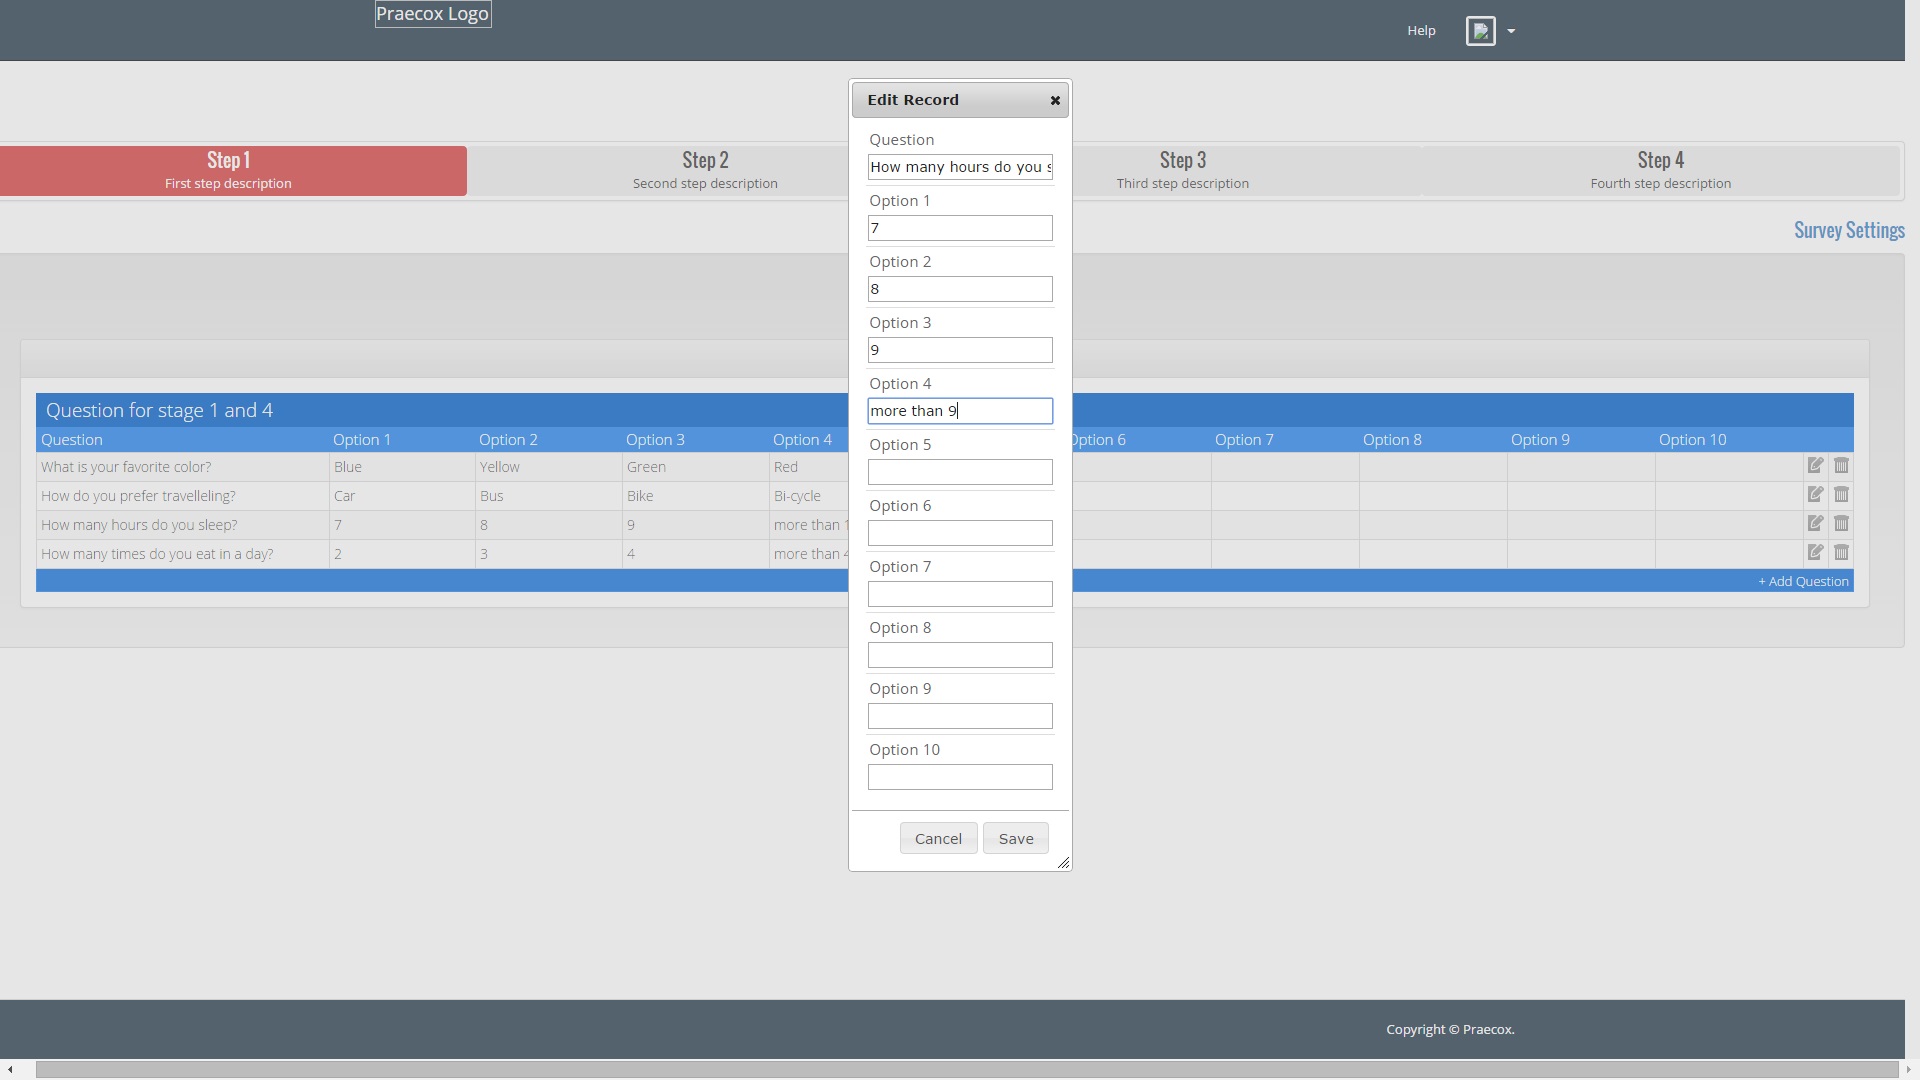 Praecox Logo
Help
Edit Record
Step 1
First step description
Step 2
Second step description
Step 3
Third step description
Step 4
Fourth step description
Survey Settings
Question
How many hours do you s
Option 1
7
Option 2
8
Option 3
9
Option 4
more than 9
Option 5
Option 6
Option 7
Option 8
Option 9
Option 10
Cancel Save
Question for stage 1 and 4
Question Option 1 Option 2 Option 3 Option 4 Option 6 Option 7 Option 8 Option 9 Option 10
What is your favorite color? Blue Yellow Green Red
How do you prefer travelleling? Car Bus Bike Bi-cycle
How many hours do you sleep? 7 8 9 more than 1
How many times do you eat in a day? 2 3 4 more than 4
+ Add Question
Copyright © Praecox.